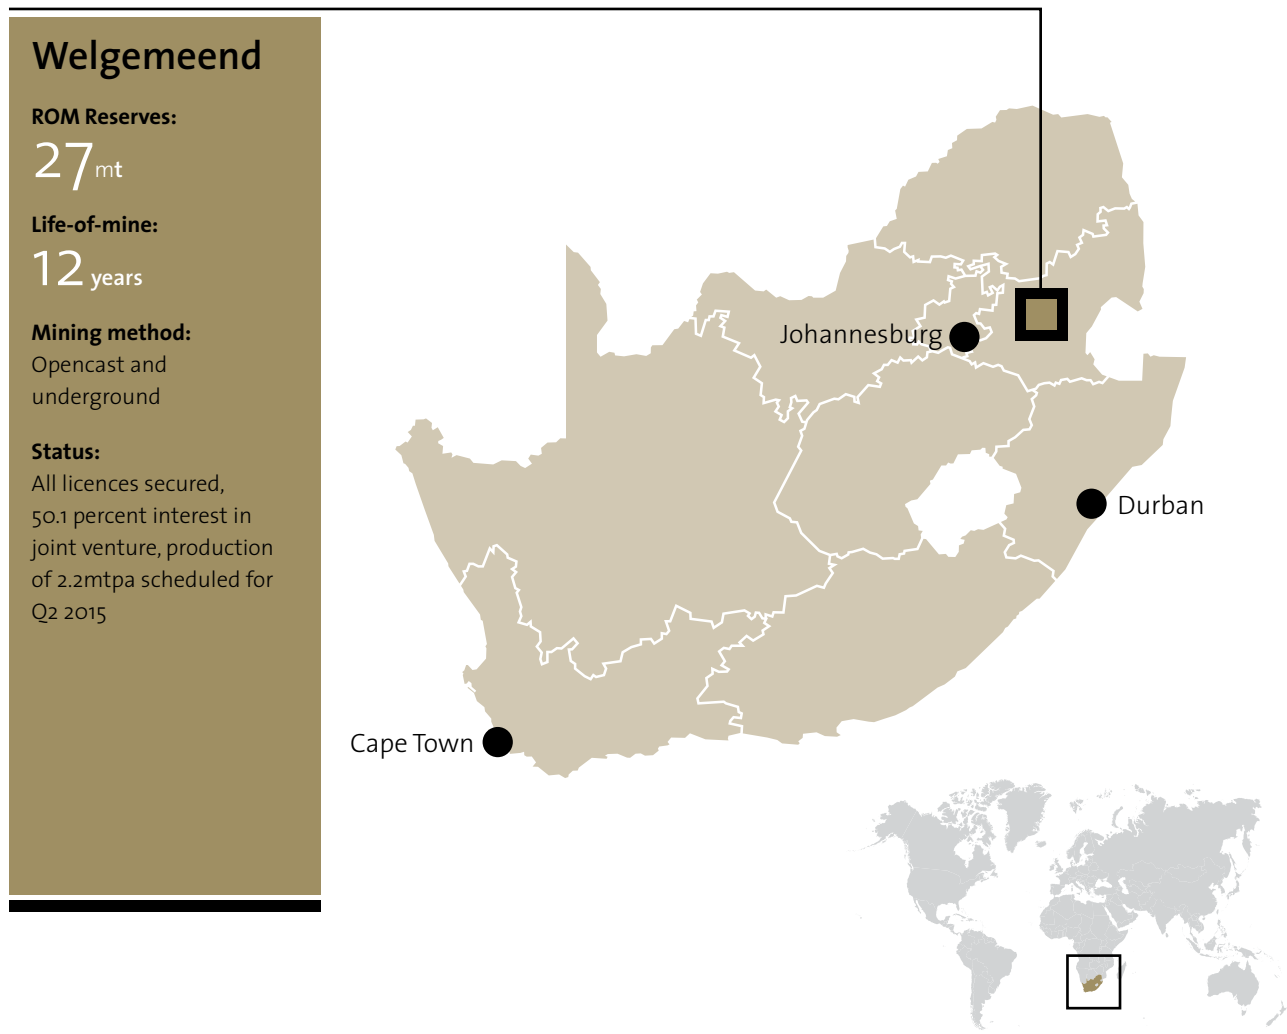 Welgemeend
ROM Reserves:
27mt
Life-of-mine:
12 years
Mining method:
Opencast and
underground
Status:
All licences secured,
50.1 percent interest in
joint venture, production
of 2.2mtpa scheduled for
Q2 2015
Johannesburg
Durban
Cape Town